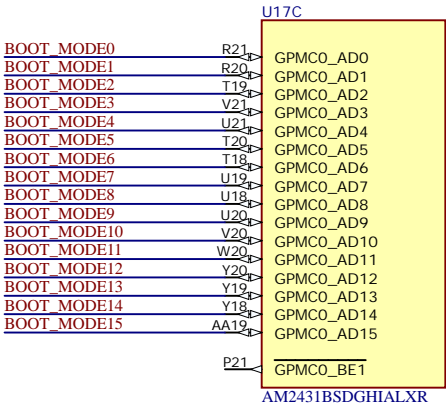 U17C
BOOT_MODE0 R21 GPMC0_AD0
BOOT_MODE1 R20 GPMC0_AD1
BOOT_MODE2 T19 GPMC0_AD2
BOOT_MODE3 V21 GPMC0_AD3
BOOT_MODE4 U21 GPMC0_AD4
BOOT_MODE5 T20 GPMC0_AD5
BOOT_MODE6 T18 GPMC0_AD6
BOOT_MODE7 U19 GPMC0_AD7
BOOT_MODE8 U18 GPMC0_AD8
BOOT_MODE9 U20 GPMC0_AD9
BOOT_MODE10 V20 GPMC0_AD10
BOOT_MODE11 W20 GPMC0_AD11
BOOT_MODE12 Y20 GPMC0_AD12
BOOT_MODE13 Y19 GPMC0_AD13
BOOT_MODE14 Y18 GPMC0_AD14
BOOT_MODE15 AA19 GPMC0_AD15
P21 GPMC0_BE1
AM2431BSDGHIALXR